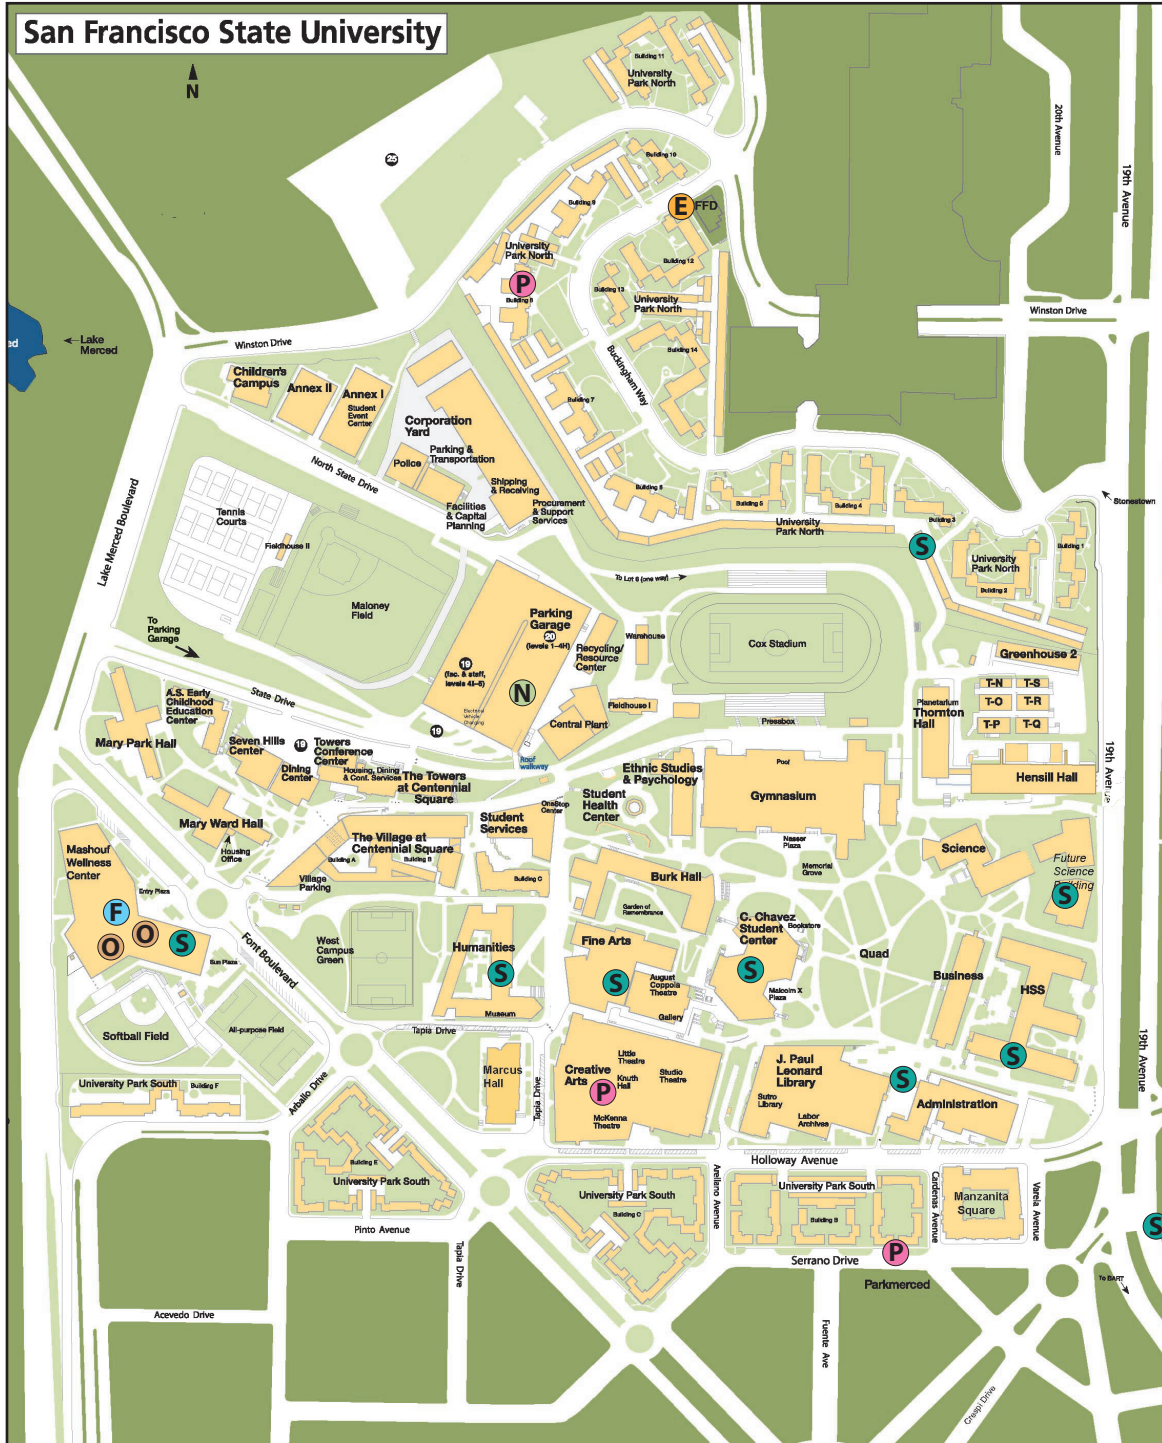 San Francisco State University
N
Building 11
University
Park North
20th Avenue
19th Avenue
25
Building 10
Building 9
E
FFD
University
Park North
P
Building 8
Building 12
Building 13
University
Park North
Building 14
Buckingham Way
Winston Drive
ed
Lake
Merced
Winston Drive
Children's
Campus
Annex II
Annex I
Student
Event
Center
Corporation
Yard
Parking &
Transportation
Police
Building 7
North State Drive
Shipping
& Receiving
Facilities
& Capital
Planning
Procurement
& Support
Services
Building 6
Building 5
Building 4
Building 3
University
Park North
S
Stonestown
Building 1
University
Park North
Building 2
Lake Merced Boulevard
Tennis
Courts
Fieldhouse II
Maloney
Field
To Lot 6 (one way)
To
Parking
Garage
Parking
Garage
20
(levels 1–4H)
19
(fac. & staff,
levels 4I–5)
N
Electrical
Vehicle
Charging
Recycling/
Resource
Center
Warehouse
Cox Stadium
Greenhouse 2
T-N
T-S
T-O
T-R
T-P
T-Q
Planetarium
Thornton
Hall
State Drive
A.S. Early
Childhood
Education
Center
Mary Park Hall
Seven Hills
Center
19
Towers
Conference
Center
19
Dining
Center
Housing, Dining
& Conf. Services
The Towers
at Centennial
Square
Central Plant
Fieldhouse I
Pressbox
Roof
walkway
Ethnic Studies
& Psychology
Pool
Gymnasium
Hensill Hall
19th Avenue
Mary Ward Hall
Housing
Office
The Village at
Centennial Square
Building A
Building B
Village
Parking
Student
Services
OneStop
Center
Building C
Student
Health
Center
Nasser
Plaza
Memorial
Grove
Science
Future
Science
Building
S
Mashouf
Wellness
Center
Entry Plaza
F
O
O
S
Sun Plaza
Font Boulevard
West
Campus
Green
Humanities
S
Museum
Burk Hall
Garden of
Remembrance
Fine Arts
S
August
Coppola
Theatre
Gallery
C. Chavez
Student
Center
Bookstore
S
Malcolm X
Plaza
Quad
Business
HSS
S
Softball Field
All-purpose Field
Tapia Drive
University Park South
Building F
Arballo Drive
Marcus
Hall
Tapia Drive
Creative
Arts
Little
Theatre
Knuth
Hall
Studio
Theatre
P
McKenna
Theatre
J. Paul
Leonard
Library
Sutro
Library
Labor
Archives
S
Administration
19th Avenue
Holloway Avenue
Building E
University Park South
Pinto Avenue
University Park South
Building C
Arellano Avenue
University Park South
Building B
Cardenas Avenue
Manzanita
Square
Varela Avenue
S
Serrano Drive
P
Parkmerced
To BART
Tapia Drive
Acevedo Drive
Fuente Ave
Crespi Drive